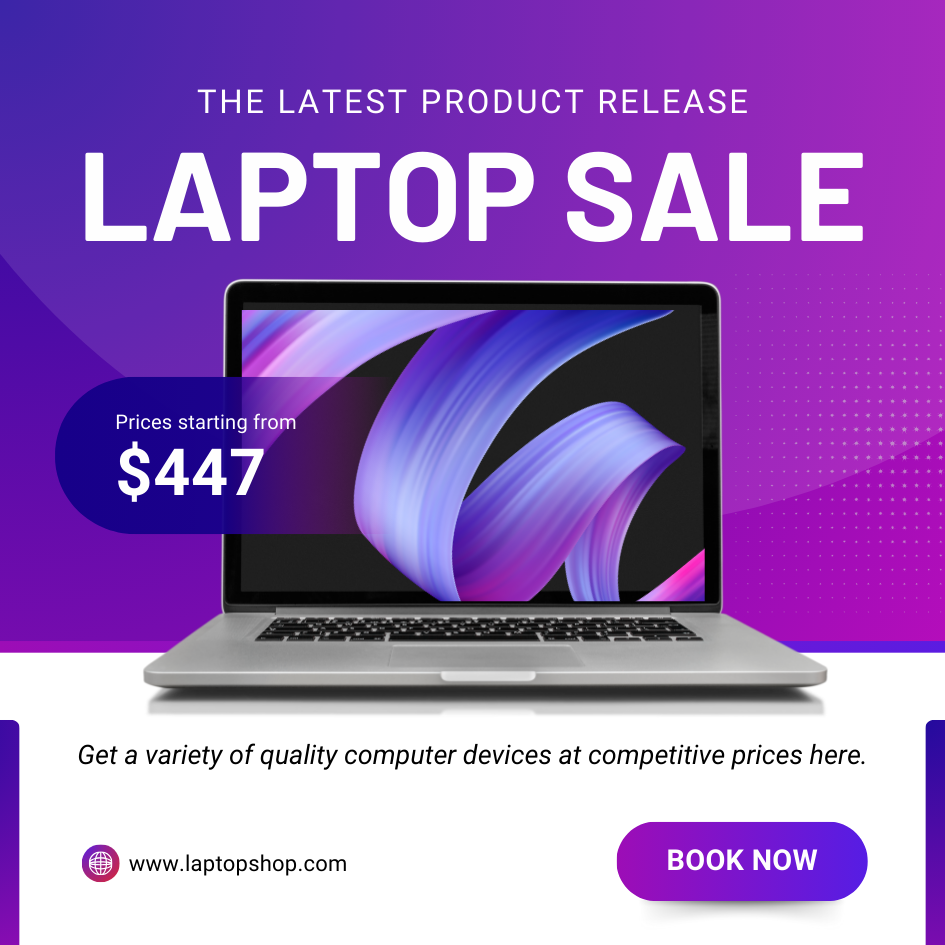 THE LATEST PRODUCT RELEASE
LAPTOP SALE
Prices starting from
$447
Get a variety of quality computer devices at competitive prices here.
www.laptopshop.com
BOOK NOW